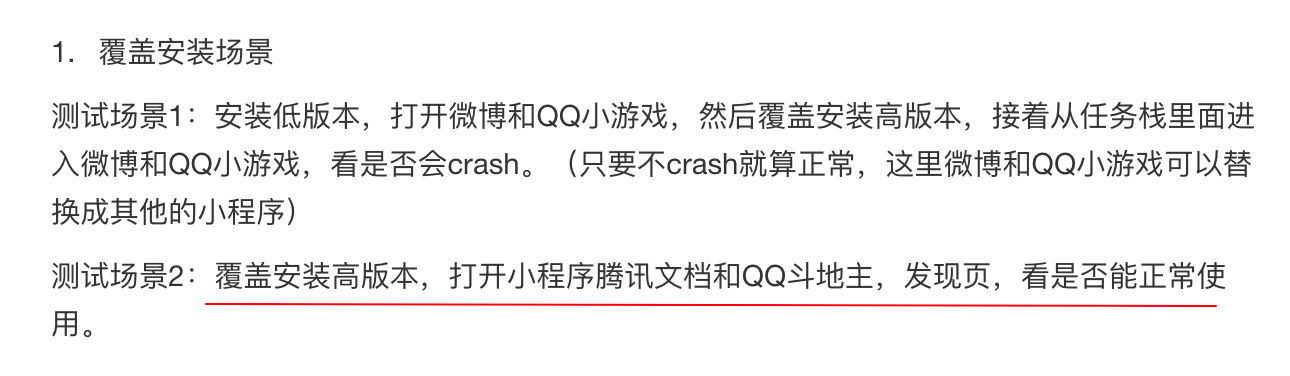 1. 覆盖安装场景
测试场景1：安装低版本，打开微博和QQ小游戏，然后覆盖安装高版本，接着从任务栈里面进
入微博和QQ小游戏，看是否会crash。（只要不crash就算正常，这里微博和QQ小游戏可以替
换成其他的小程序）
测试场景2：覆盖安装高版本，打开小程序腾讯文档和QQ斗地主，发现页，看是否能正常使
用。